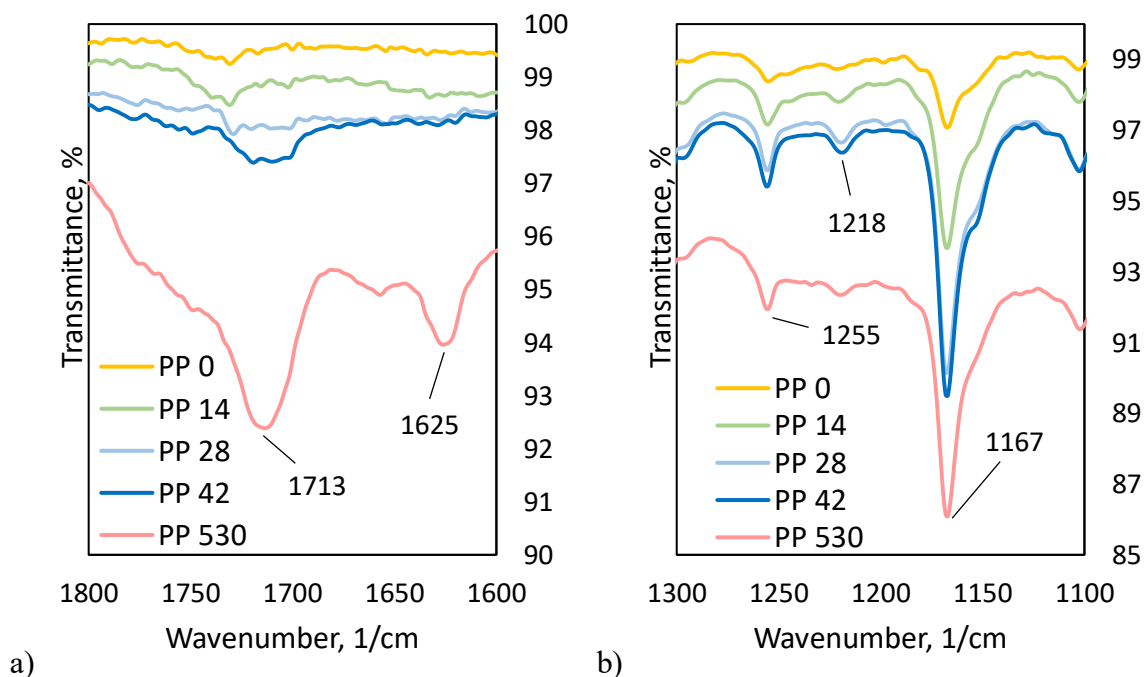 Transmittance, %
100
99
98
97
96
95
94
93
92
91
90
1713
1625
PP 0
PP 14
PP 28
PP 42
PP 530
1800 1750 1700 1650 1600
Wavenumber, 1/cm
a)
Transmittance, %
99
97
95
93
91
89
87
85
1218
1255
1167
PP 0
PP 14
PP 28
PP 42
PP 530
1300 1250 1200 1150 1100
Wavenumber, 1/cm
b)